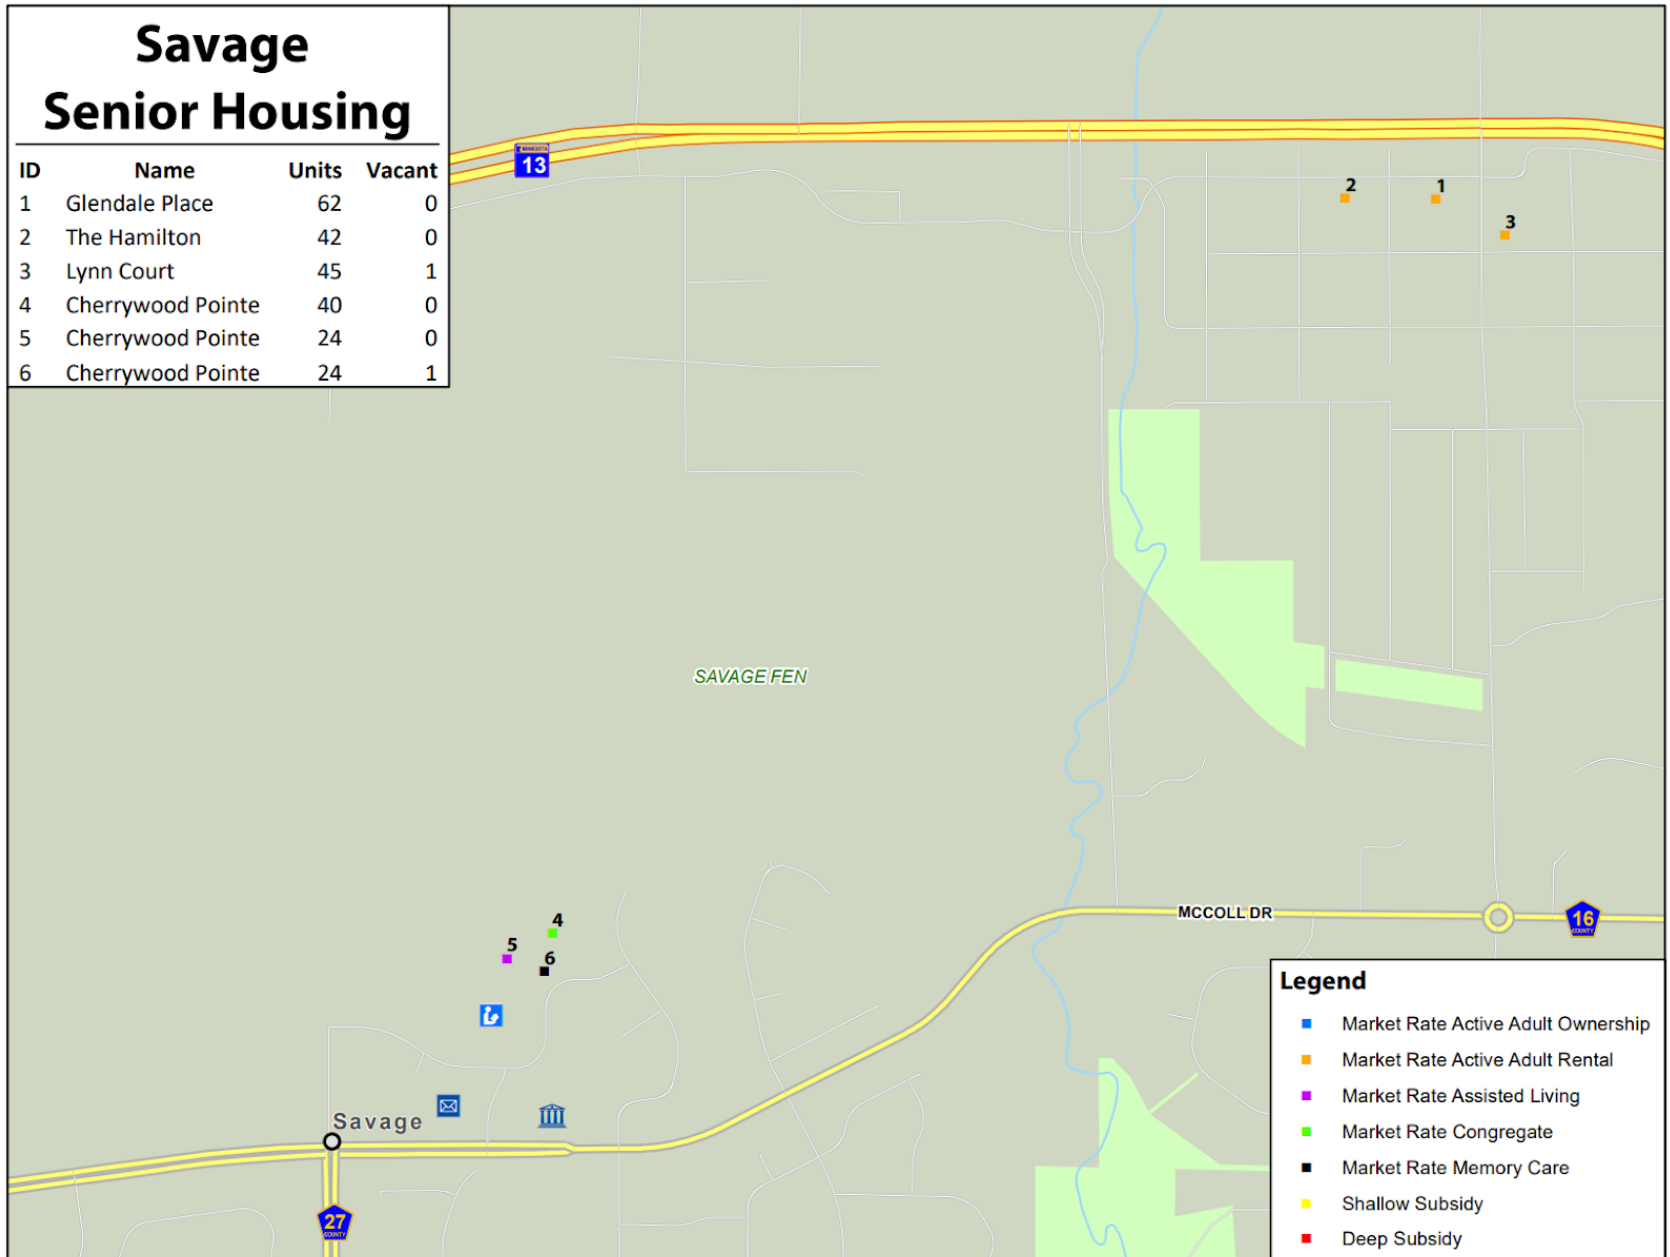 Savage
Senior Housing
ID Name Units Vacant
1 Glendale Place 62 0
2 The Hamilton 42 0
3 Lynn Court 45 1
4 Cherrywood Pointe 40 0
5 Cherrywood Pointe 24 0
6 Cherrywood Pointe 24 1
MINNESOTA
13
2
1
3
SAVAGE FEN
4
5
6
MCCOLL DR
16
COUNTY
Savage
27
COUNTY
Legend
Market Rate Active Adult Ownership
Market Rate Active Adult Rental
Market Rate Assisted Living
Market Rate Congregate
Market Rate Memory Care
Shallow Subsidy
Deep Subsidy